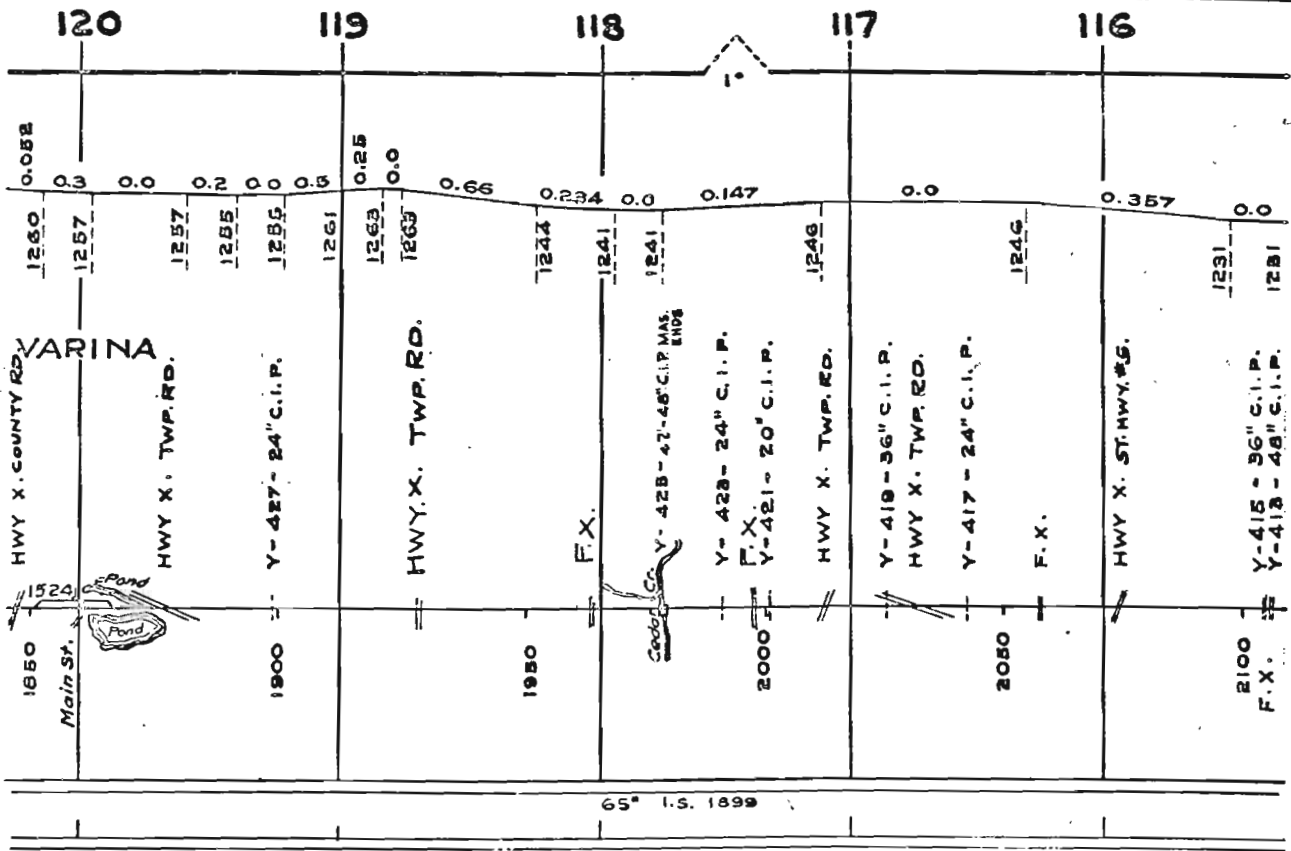 120 119 118 117 116
1°
0.052 0.3 0.0 0.2 0.0 0.5 0.25 0.0 0.66 0.234 0.0 0.147 0.0 0.357 0.0
1260 1257 1257 1255 1255 1261 1263 1263 1244 1241 1241 1246 1246 1231 1231
VARINA
HWY X. COUNTY RD.
HWY X. TWP. RD.
Y-427-24" C.I.P.
HWY. X. TWP. RD.
F.X.
Y-425-42'-48" C.I.P. MAS.
ENDS
Y-423-24" C.I.P.
F.X.
Y-421-20" C.I.P.
HWY X. TWP. RD.
Y-419-36" C.I.P.
HWY X. TWP. RD.
Y-417-24" C.I.P.
F.X.
HWY X. ST. HWY. #5.
Y-415-36" C.I.P.
Y-413-48" C.I.P.
1524
Pond
Pond
Cedar Cr.
1850
Main St.
1900
1950
2000
2050
2100
F.X.
65# I.S. 1899